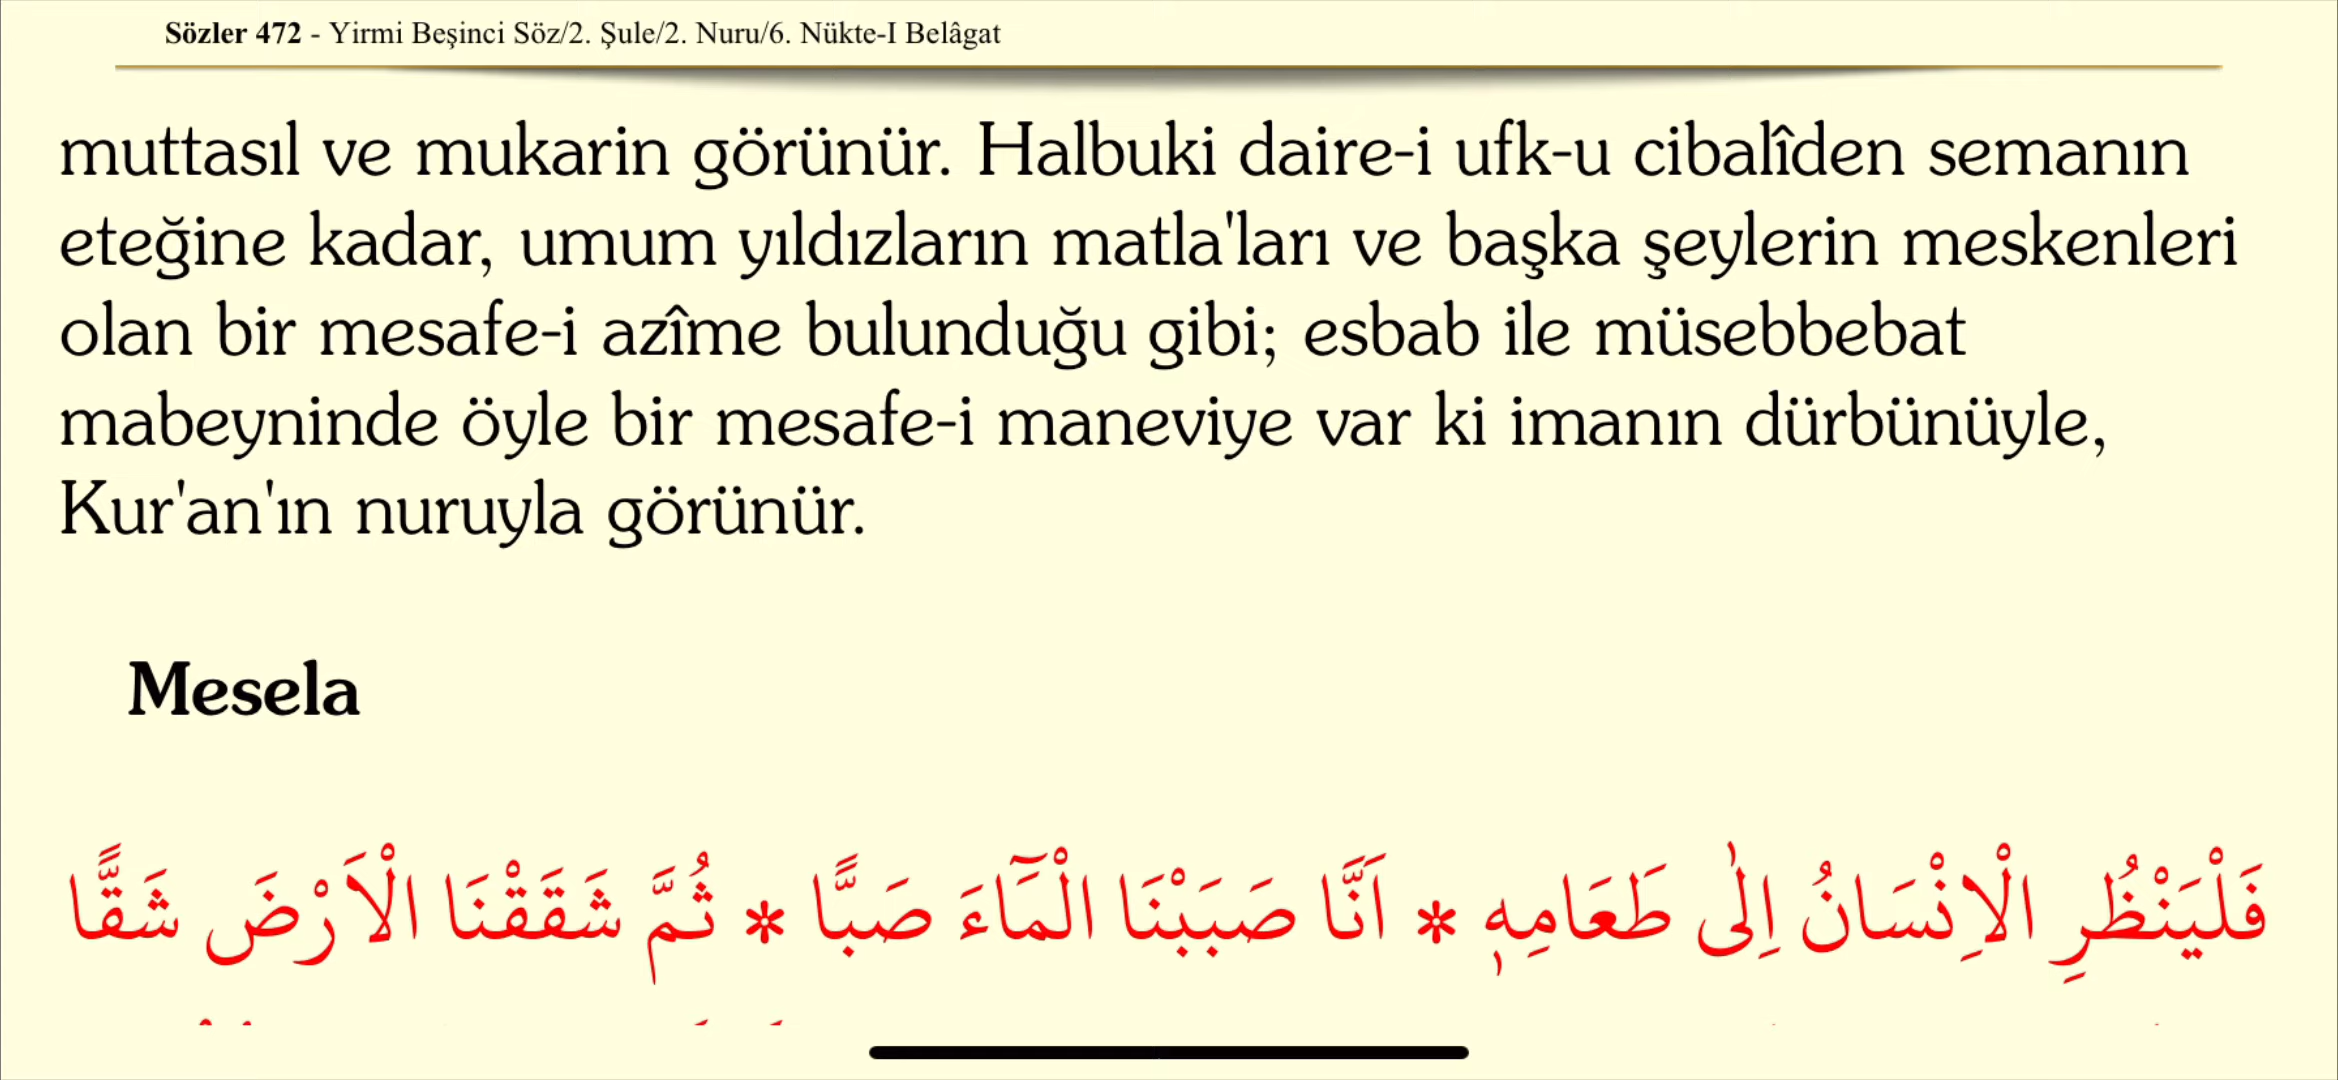 Sözler 472 - Yirmi Beşinci Söz/2. Şule/2. Nuru/6. Nükte-I Belâgat
muttasıl ve mukarin görünür. Halbuki daire-i ufk-u cibalîden semanın
eteğine kadar, umum yıldızların matla'ları ve başka şeylerin meskenleri
olan bir mesafe-i azîme bulunduğu gibi; esbab ile müsebbebat
mabeyninde öyle bir mesafe-i maneviye var ki imanın dürbünüyle,
Kur'an'ın nuruyla görünür.
Mesela
فَلْيَنْظُرِ الْاِنْسَانُ اِلٰى طَعَامِهٖ * اَنَّا صَبَبْنَا الْمَٓاءَ صَبًّا * ثُمَّ شَقَقْنَا الْاَرْضَ شَقًّا